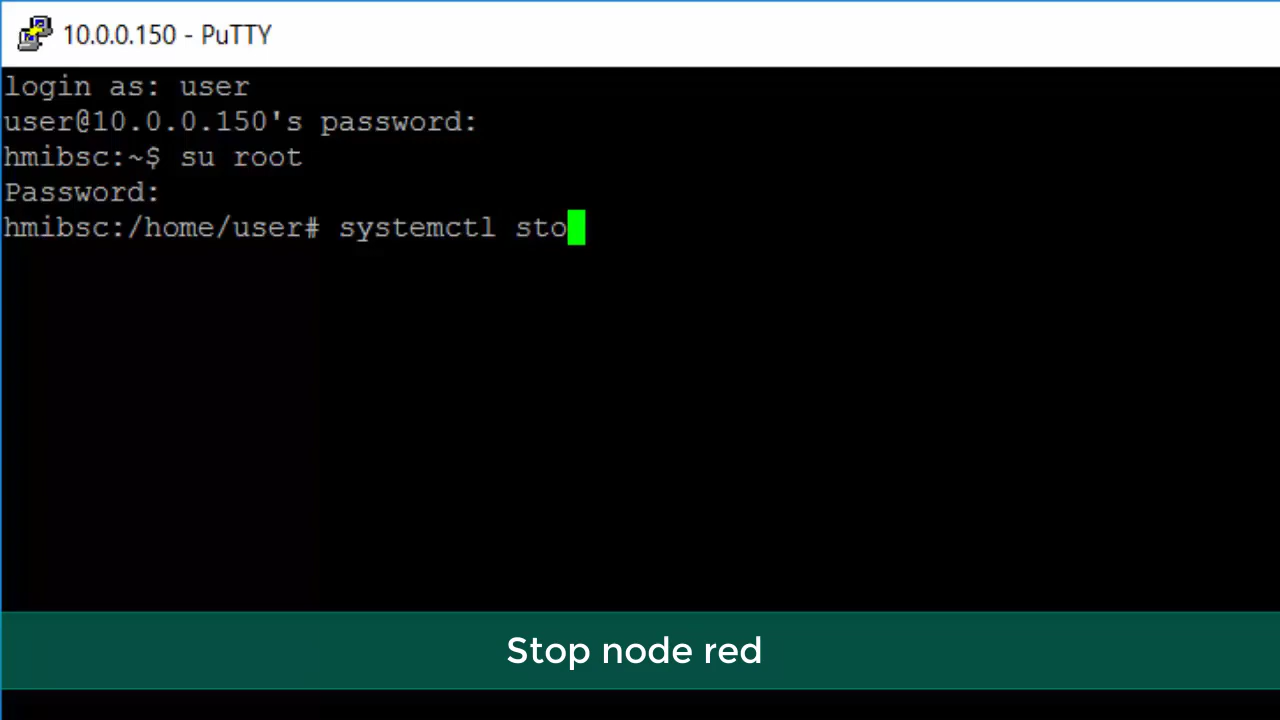 10.0.0.150 - PuTTY
login as: user
user@10.0.0.150's password:
hmibsc:~$ su root
Password:
hmibsc:/home/user# systemctl sto
Stop node red